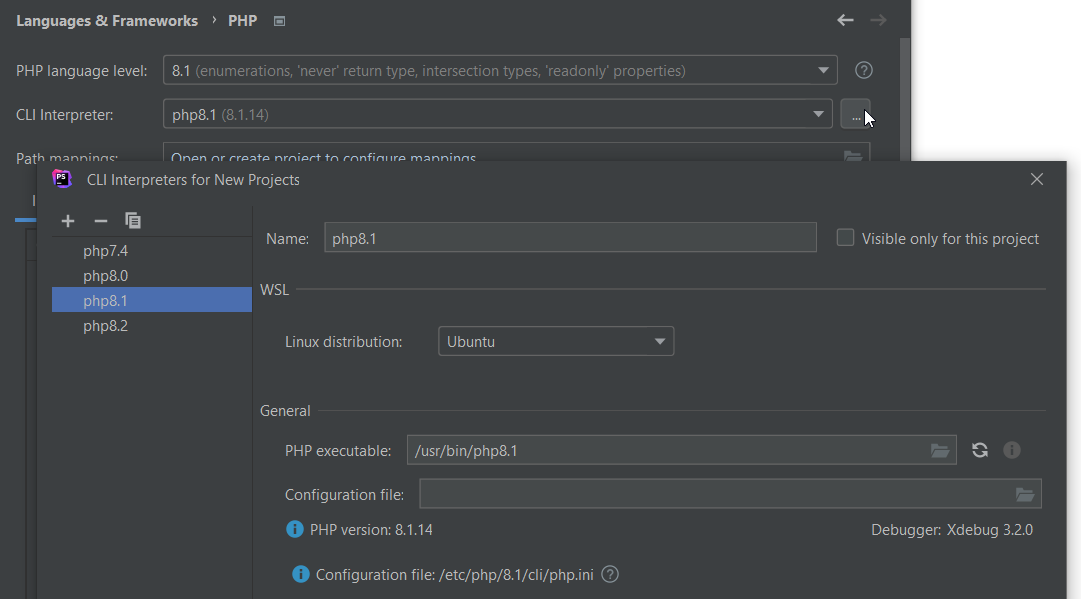 Languages & Frameworks › PHP
PHP language level: 8.1 (enumerations, 'never' return type, intersection types, 'readonly' properties)
CLI Interpreter: php8.1 (8.1.14) ...
Path mappings: Open or create project to configure mappings
PS CLI Interpreters for New Projects
php7.4
php8.0
php8.1
php8.2
Name: php8.1 Visible only for this project
WSL
Linux distribution: Ubuntu
General
PHP executable: /usr/bin/php8.1
Configuration file:
PHP version: 8.1.14 Debugger: Xdebug 3.2.0
Configuration file: /etc/php/8.1/cli/php.ini